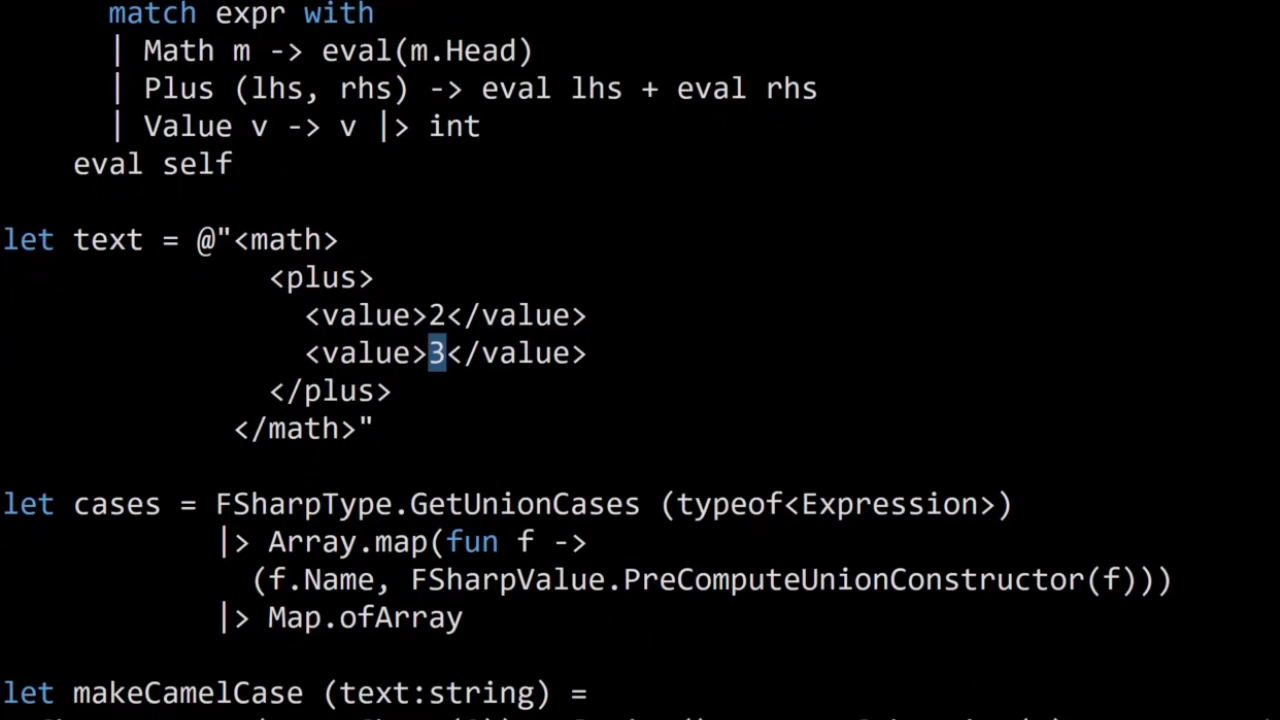 match expr with
| Math m -> eval(m.Head)
| Plus (lhs, rhs) -> eval lhs + eval rhs
| Value v -> v |> int
eval self
let text = @"<math>
<plus>
<value>2</value>
<value>3</value>
</plus>
</math>"
let cases = FSharpType.GetUnionCases (typeof<Expression>)
|> Array.map(fun f ->
(f.Name, FSharpValue.PreComputeUnionConstructor(f)))
|> Map.ofArray
let makeCamelCase (text:string) =